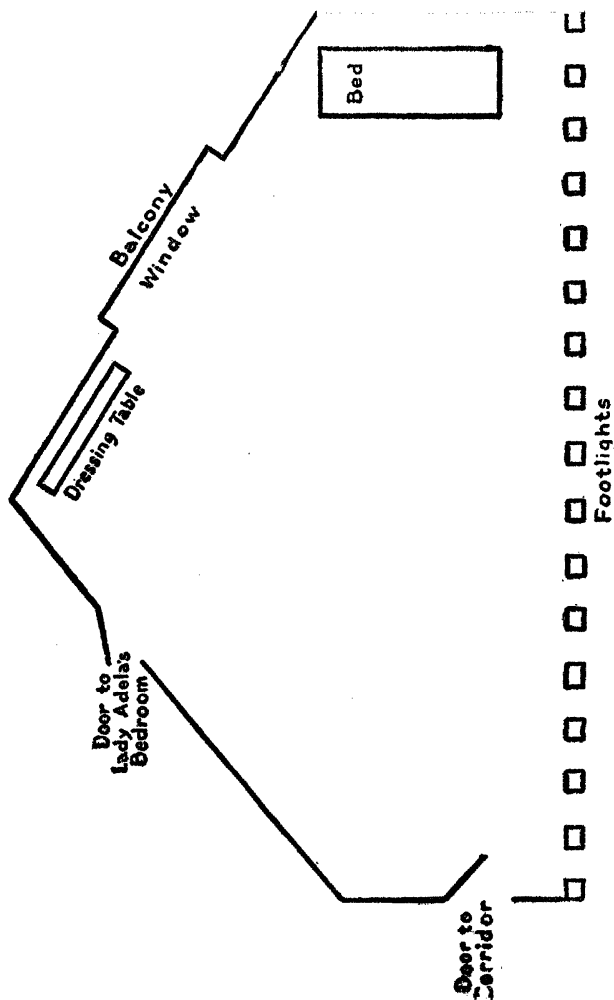 Bed
Balcony
Window
Dressing Table
Door to
Lady Adela's
Bedroom
Door to
Corridor
Footlights